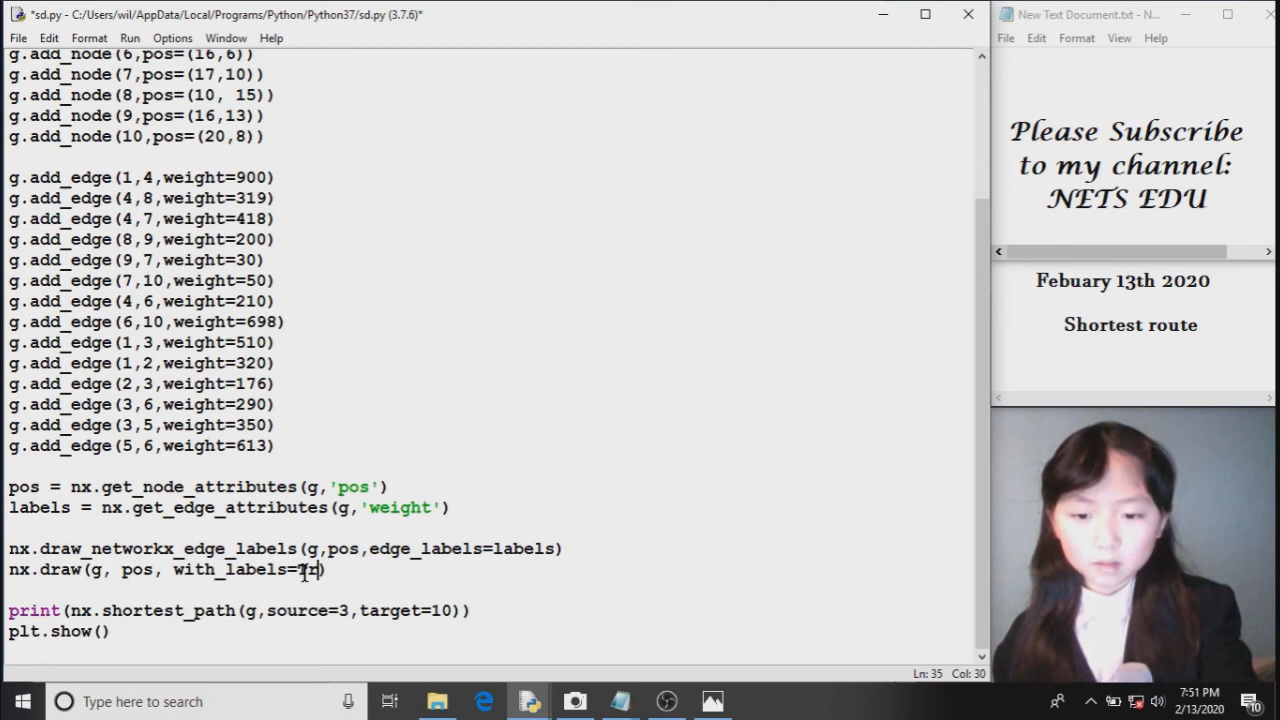 *sd.py - C:/Users/wil/AppData/Local/Programs/Python/Python37/sd.py (3.7.6)*
File Edit Format Run Options Window Help
g.add_node(6,pos=(16,6))
g.add_node(7,pos=(17,10))
g.add_node(8,pos=(10, 15))
g.add_node(9,pos=(16,13))
g.add_node(10,pos=(20,8))
g.add_edge(1,4,weight=900)
g.add_edge(4,8,weight=319)
g.add_edge(4,7,weight=418)
g.add_edge(8,9,weight=200)
g.add_edge(9,7,weight=30)
g.add_edge(7,10,weight=50)
g.add_edge(4,6,weight=210)
g.add_edge(6,10,weight=698)
g.add_edge(1,3,weight=510)
g.add_edge(1,2,weight=320)
g.add_edge(2,3,weight=176)
g.add_edge(3,6,weight=290)
g.add_edge(3,5,weight=350)
g.add_edge(5,6,weight=613)
pos = nx.get_node_attributes(g,'pos')
labels = nx.get_edge_attributes(g,'weight')
nx.draw_networkx_edge_labels(g,pos,edge_labels=labels)
nx.draw(g, pos, with_labels=Tr)
print(nx.shortest_path(g,source=3,target=10))
plt.show()
Ln: 35 Col: 30
New Text Document.txt - N...
File Edit Format View Help
Please Subscribe
to my channel:
NETS EDU
Febuary 13th 2020
Shortest route
Type here to search
7:51 PM
2/13/2020
10